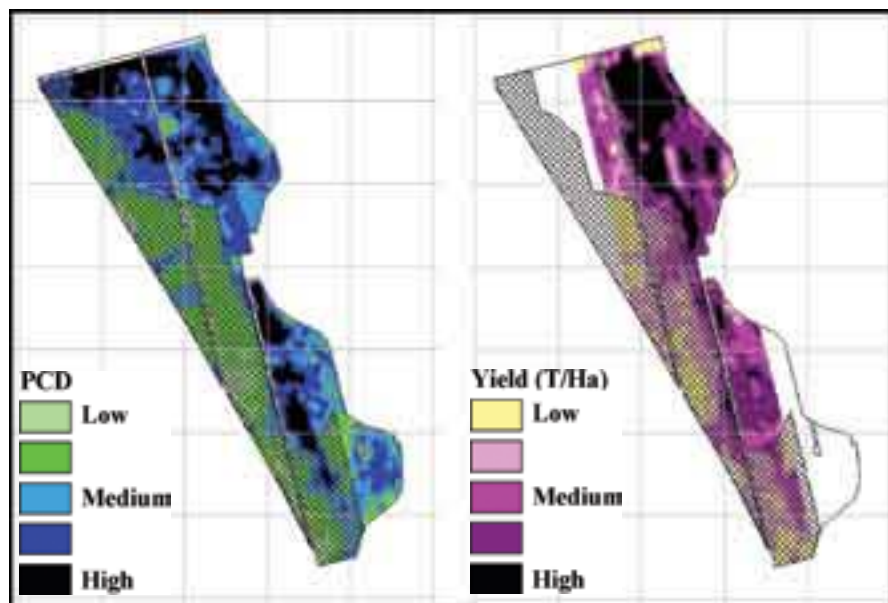 PCD
Low
Medium
High
Yield (T/Ha)
Low
Medium
High